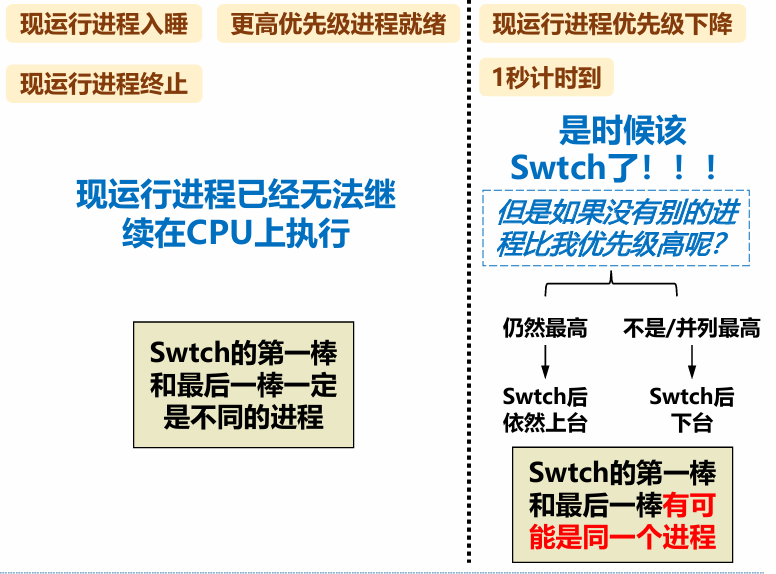 现运行进程入睡
更高优先级进程就绪
现运行进程终止
现运行进程已经无法继
续在CPU上执行
Swtch的第一棒
和最后一棒一定
是不同的进程
现运行进程优先级下降
1秒计时到
是时候该
Swtch了！！！
但是如果没有别的进
程比我优先级高呢？
仍然最高
不是/并列最高
Swtch后
依然上台
Swtch后
下台
Swtch的第一棒
和最后一棒有可
能是同一个进程